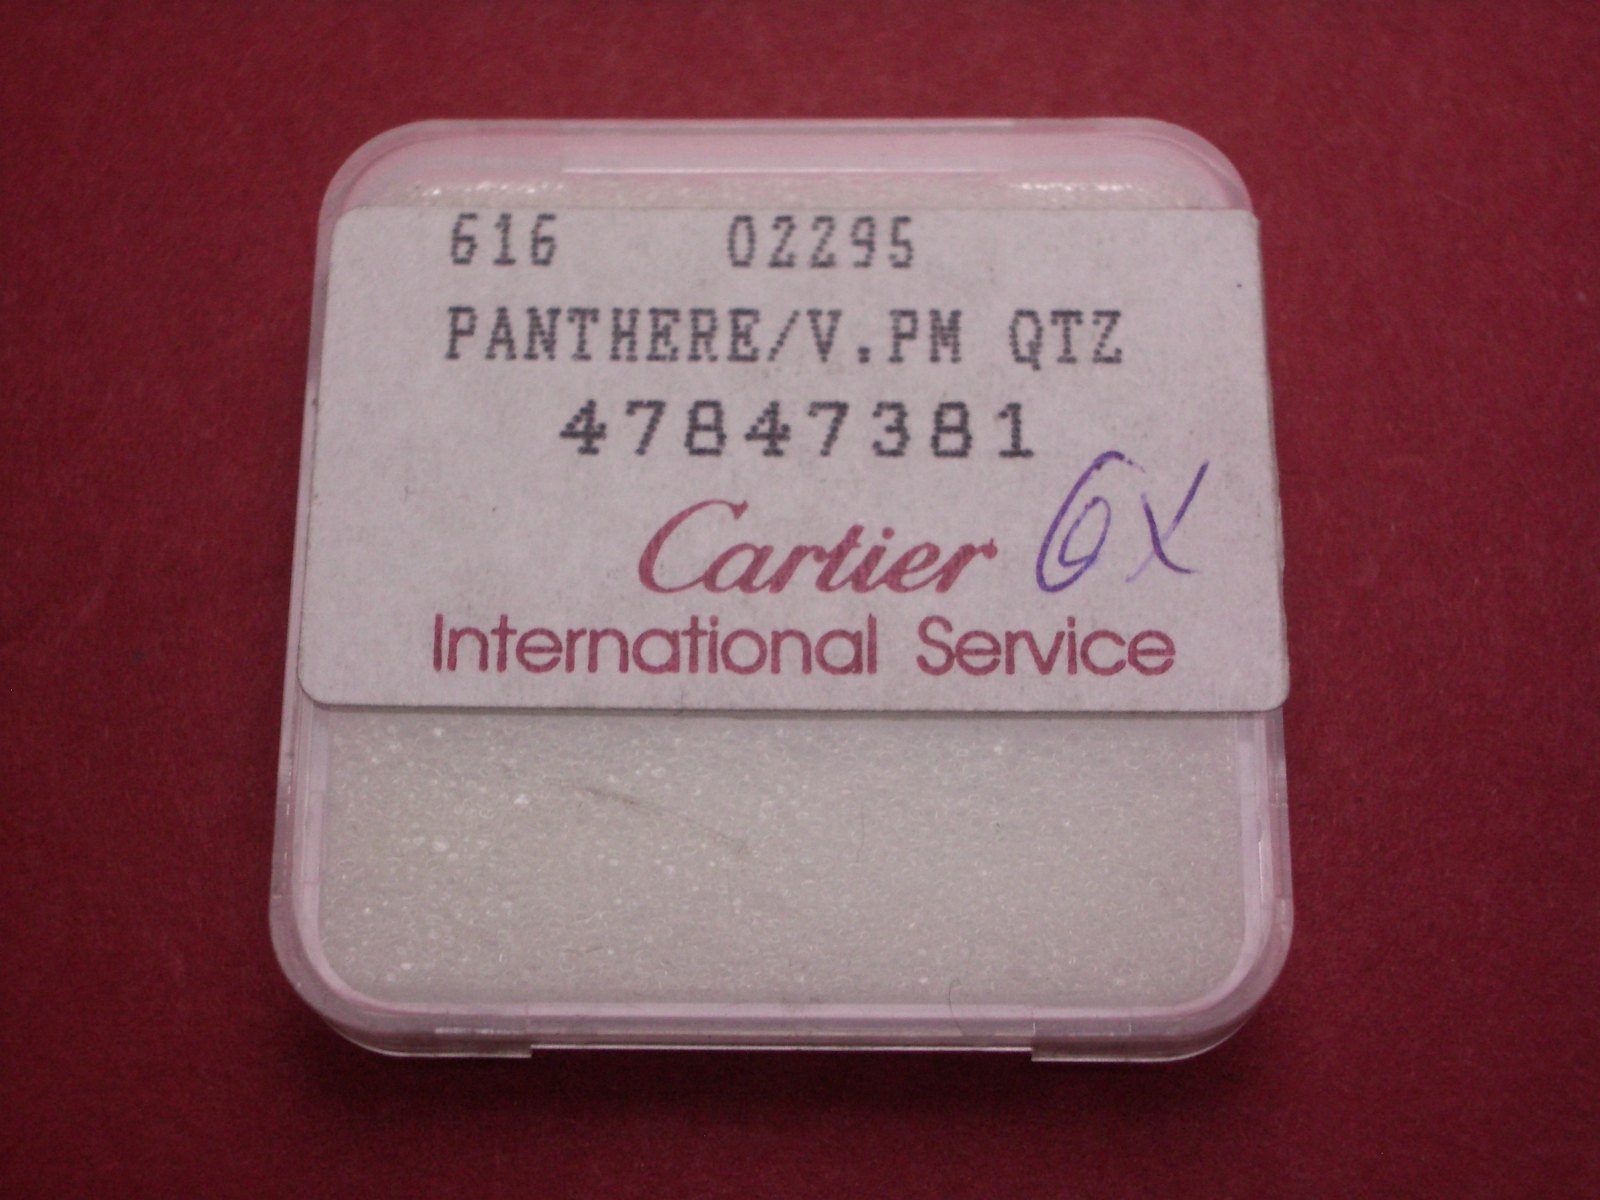 616 02295
PANTHERE/V.PM QTZ
47847381
Cartier 6x
International Service